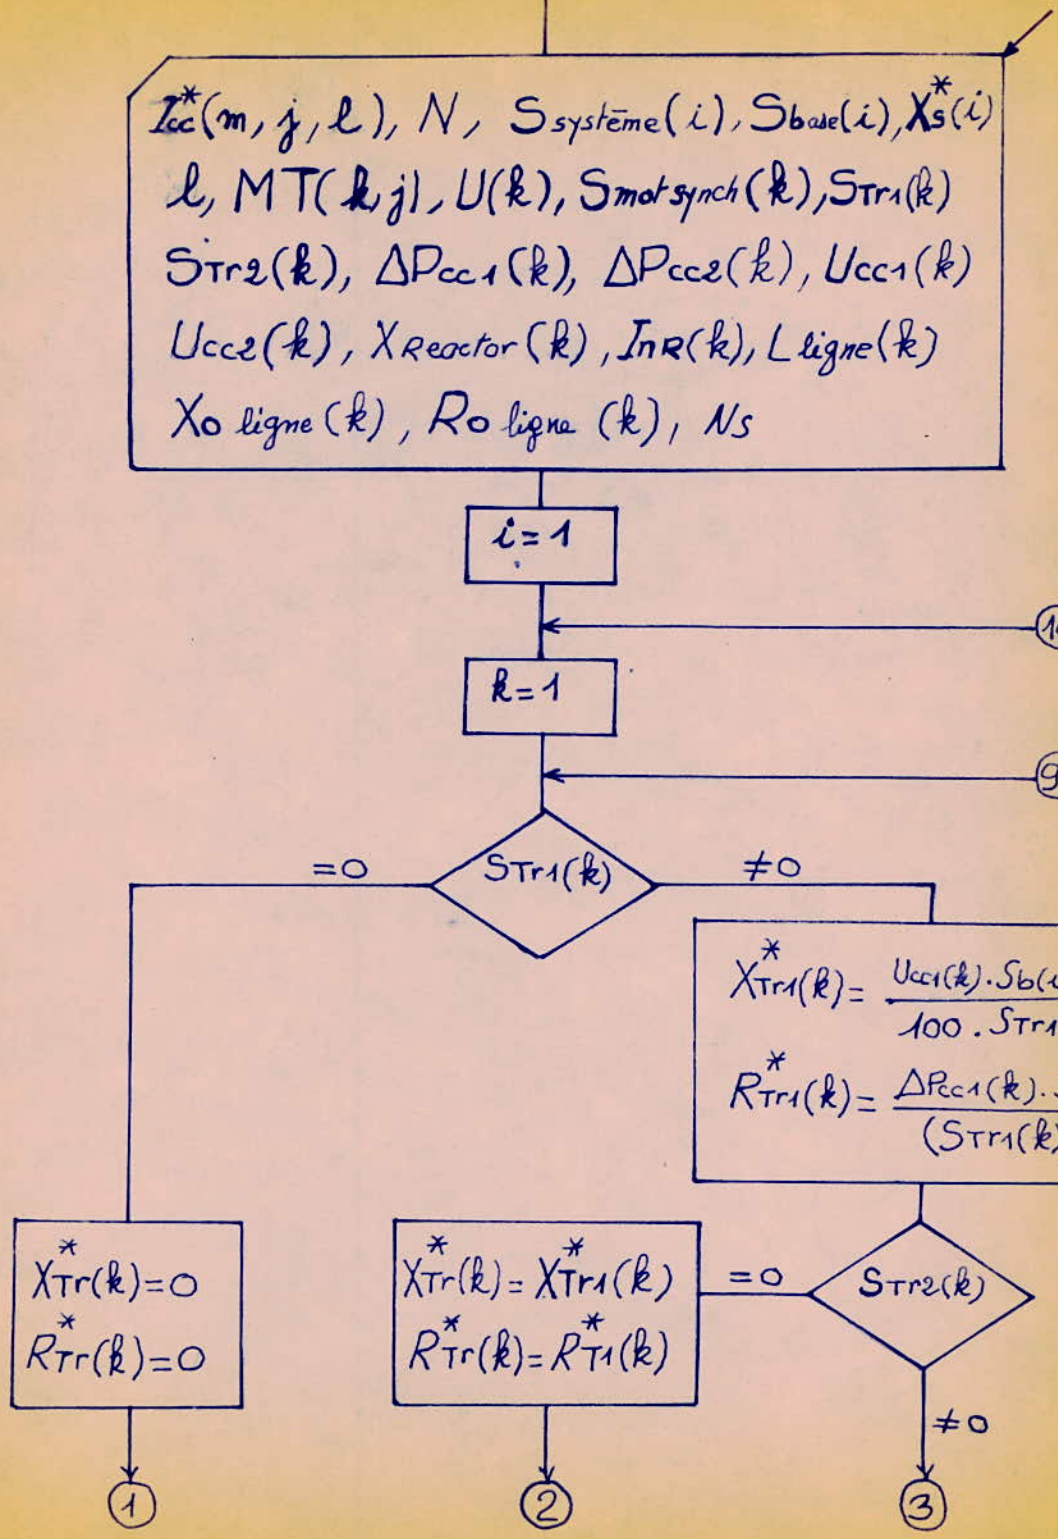 I*cc(m, j, l), N, Ssystème(i), Sbase(i), X*s(i)
l, MT(k,j), U(k), Smotsynch(k), STr1(k)
STr2(k), ΔPcc1(k), ΔPcc2(k), Ucc1(k)
Ucc2(k), XReactor(k), InR(k), Lligne(k)
Xo ligne(k), Ro ligne (k), Ns
i=1
k=1
9
=0
STr1(k)
≠0
X*Tr1(k)= Ucc1(k).Sb(i
100.STr1
R*Tr1(k)= ΔPcc1(k).
(STr1(k)
X*Tr(k)=0
R*Tr(k)=0
X*Tr(k)=X*Tr1(k)
R*Tr(k)=R*T1(k)
=0
STr2(k)
≠0
1
2
3